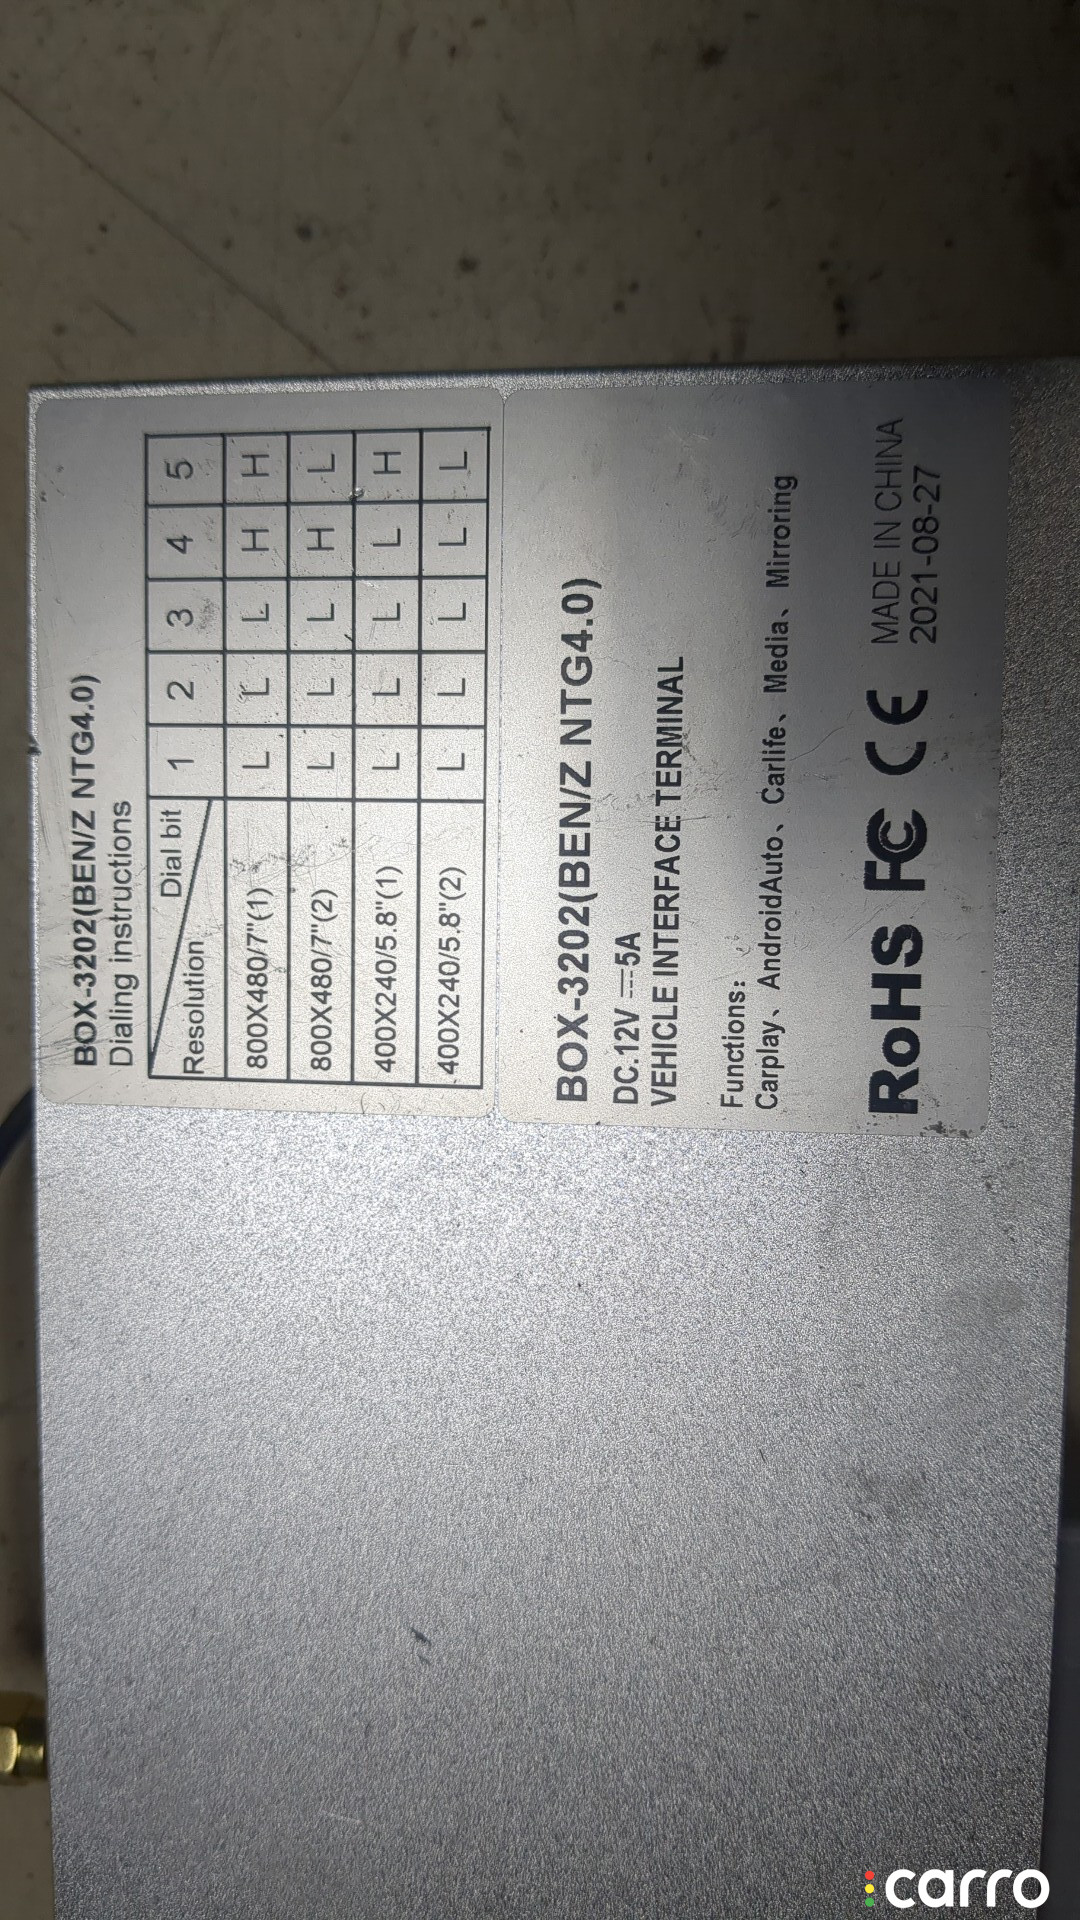 BOX-3202(BEN/Z NTG4.0)
Dialing instructions
Resolution Dial bit 1 2 3 4 5
800X480/7"(1) L L L H H
800X480/7"(2) L L L H L
400X240/5.8"(1) L L L L H
400X240/5.8"(2) L L L L L
BOX-3202(BEN/Z NTG4.0)
DC.12V⎓5A
VEHICLE INTERFACE TERMINAL
Functions:
Carplay、AndroidAuto、Carlife、Media、Mirroring
RoHS FC CE MADE IN CHINA
2021-08-27
carro